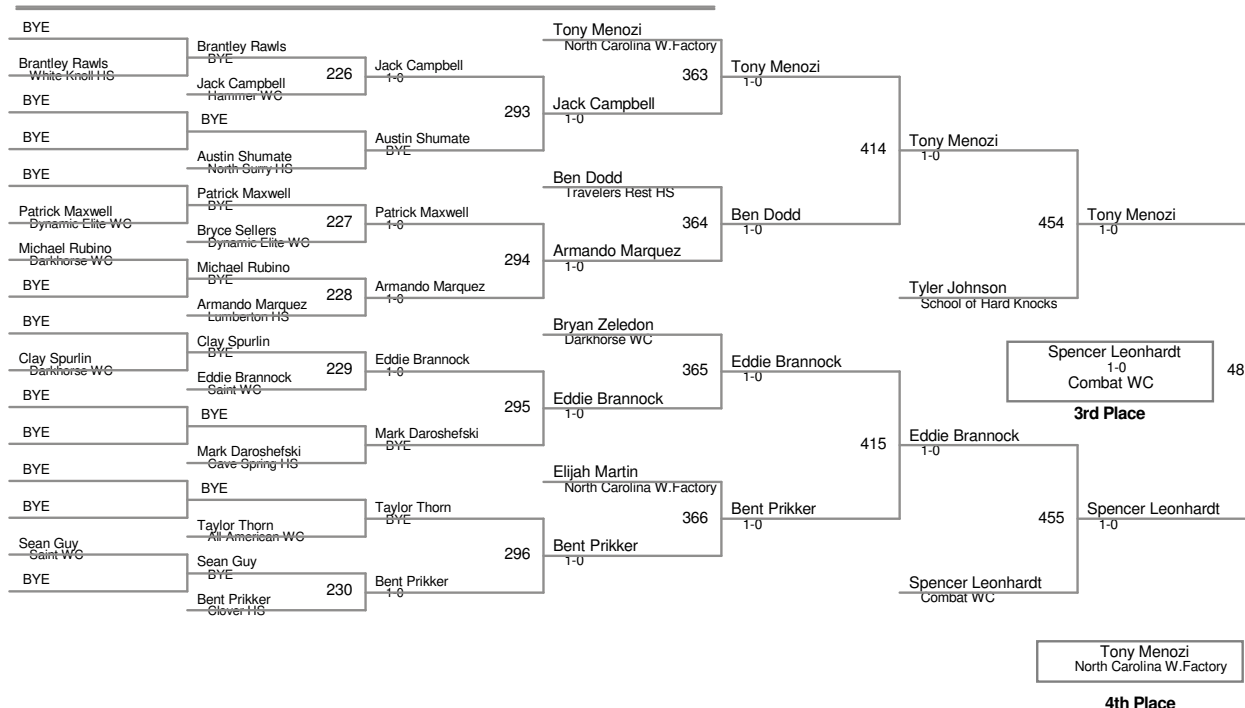 BYE
Brantley Rawls
White Knoll HS
BYE
BYE
BYE
Patrick Maxwell
Dynamic Elite WC
Michael Rubino
Darkhorse WC
BYE
BYE
Clay Spurlin
Darkhorse WC
BYE
BYE
BYE
BYE
Sean Guy
Saint WC
BYE
Brantley Rawls
BYE
226
Jack Campbell
Hammer WC
BYE
Austin Shumate
North Surry HS
Patrick Maxwell
BYE
227
Bryce Sellers
Dynamic Elite WC
Michael Rubino
BYE
228
Armando Marquez
Lumberton HS
Clay Spurlin
BYE
229
Eddie Brannock
Saint WC
BYE
Mark Daroshefski
Cave Spring HS
BYE
Taylor Thorn
All American WC
Sean Guy
BYE
230
Bent Prikker
Clover HS
Jack Campbell
1-0
293
Austin Shumate
BYE
Patrick Maxwell
1-0
294
Armando Marquez
1-0
Eddie Brannock
1-0
295
Mark Daroshefski
BYE
Taylor Thorn
BYE
296
Bent Prikker
1-0
Tony Menozi
North Carolina W.Factory
363
Jack Campbell
1-0
Ben Dodd
Travelers Rest HS
364
Armando Marquez
1-0
Bryan Zeledon
Darkhorse WC
365
Eddie Brannock
1-0
Elijah Martin
North Carolina W.Factory
366
Bent Prikker
1-0
Tony Menozi
1-0
414
Ben Dodd
1-0
Eddie Brannock
1-0
415
Bent Prikker
1-0
Tony Menozi
1-0
454
Tyler Johnson
School of Hard Knocks
Eddie Brannock
1-0
455
Spencer Leonhardt
Combat WC
Tony Menozi
1-0
Spencer Leonhardt
1-0
Combat WC
48
3rd Place
Spencer Leonhardt
1-0
Tony Menozi
North Carolina W.Factory
4th Place